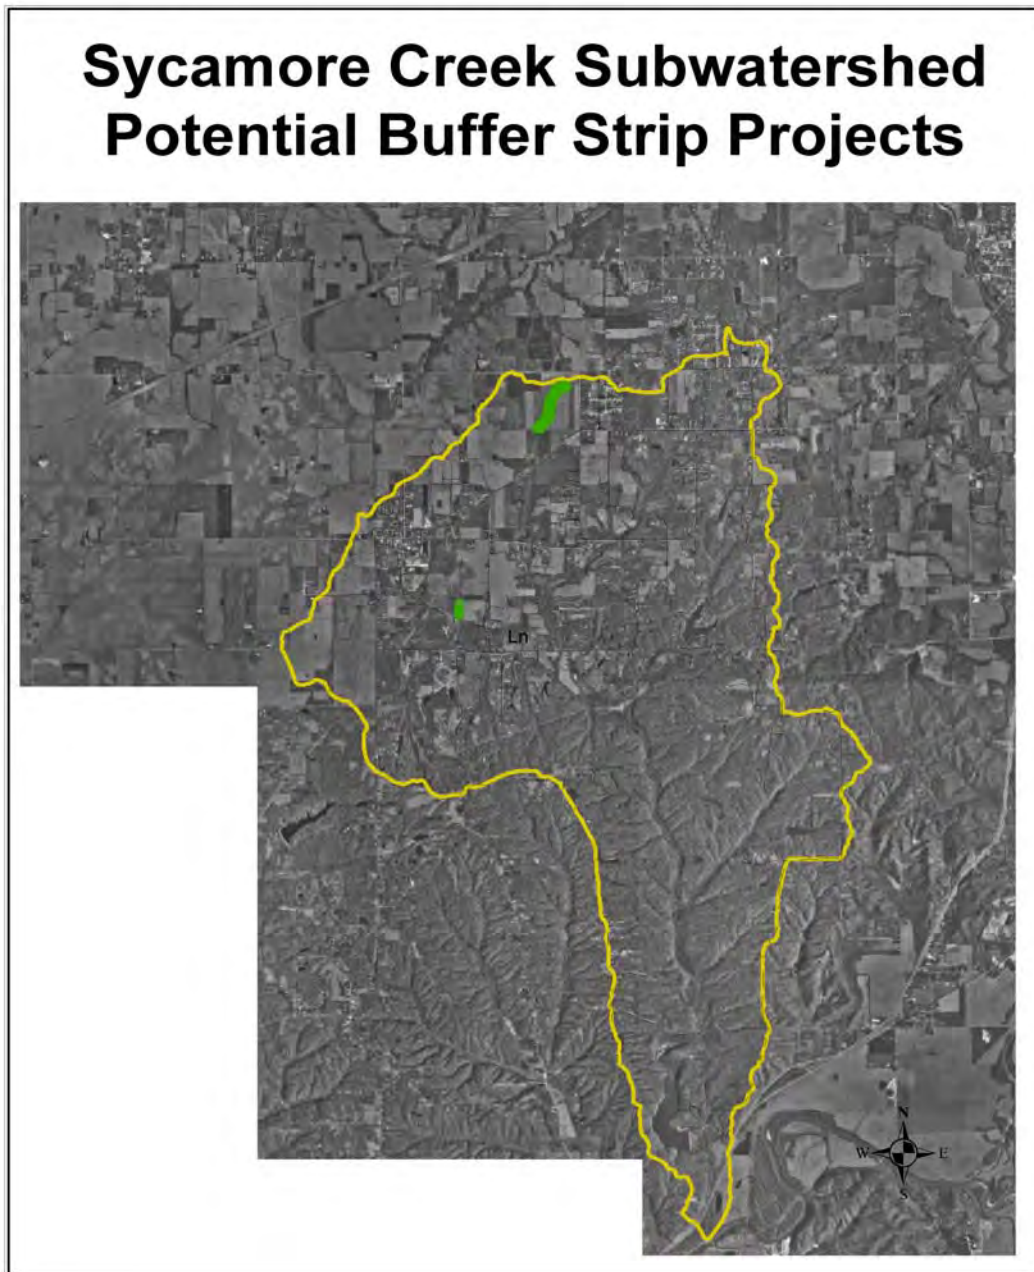 Sycamore Creek Subwatershed
Potential Buffer Strip Projects
Ln
N
W E
S